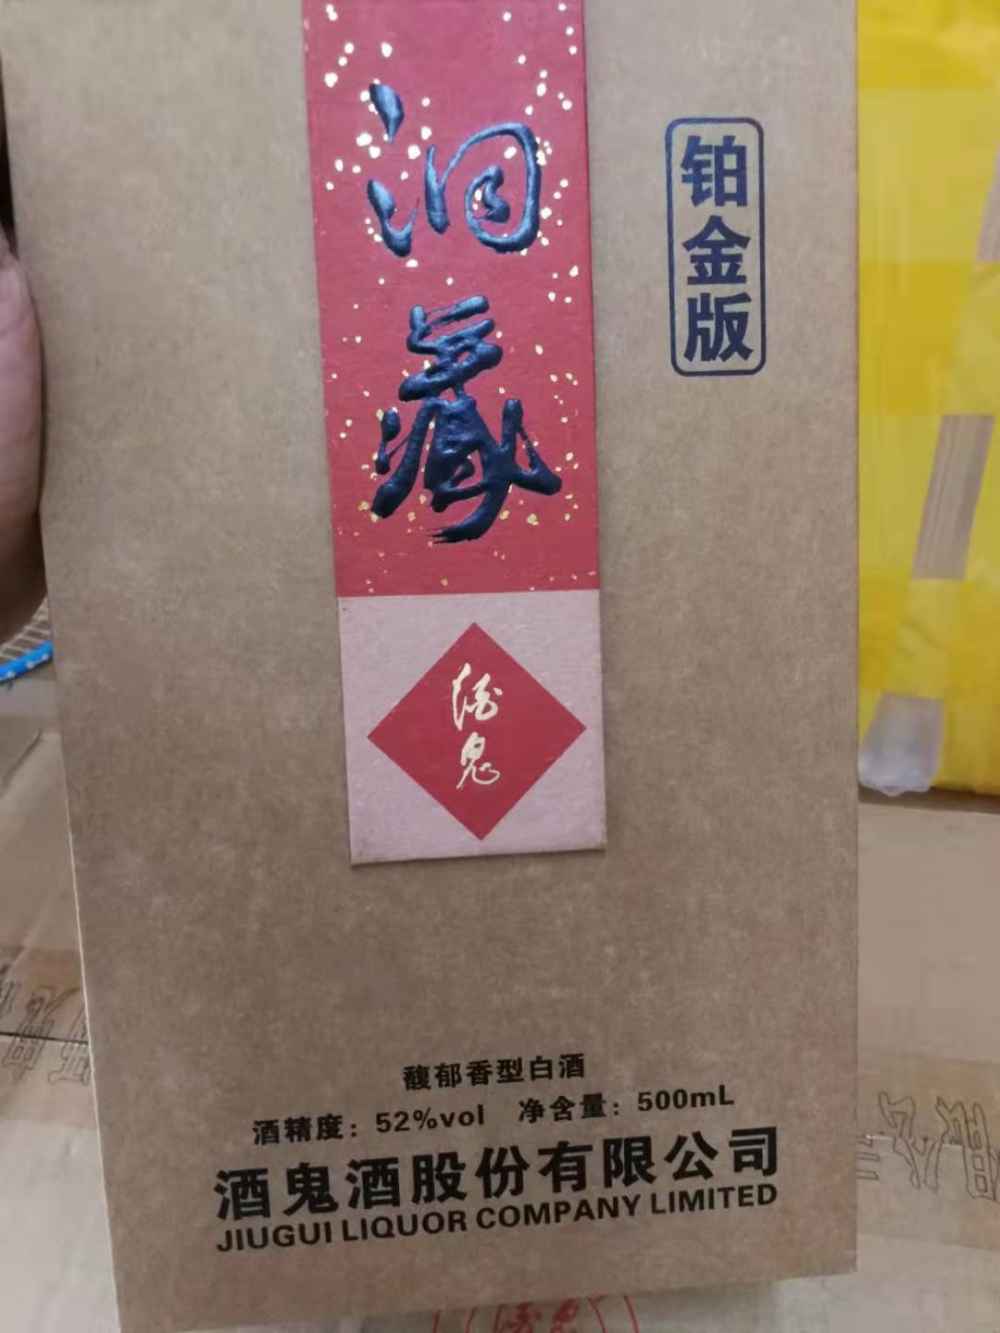 洞藏
铂金版
酒鬼
馥郁香型白酒
酒精度：52%vol 净含量：500mL
酒鬼酒股份有限公司
JIUGUI LIQUOR COMPANY LIMITED